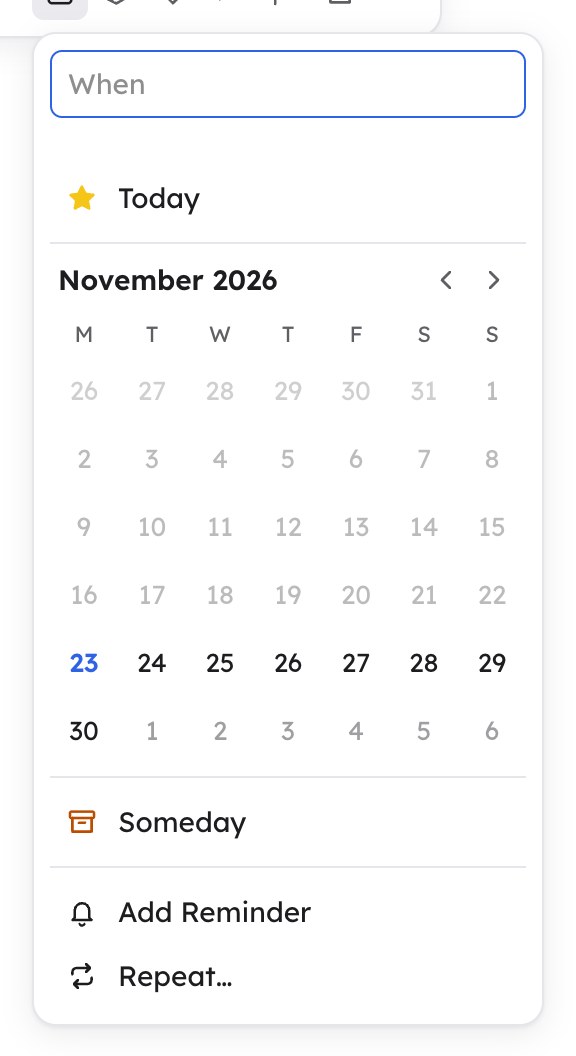 When
Today
November 2026
M T W T F S S
26 27 28 29 30 31 1
2 3 4 5 6 7 8
9 10 11 12 13 14 15
16 17 18 19 20 21 22
23 24 25 26 27 28 29
30 1 2 3 4 5 6
Someday
Add Reminder
Repeat...